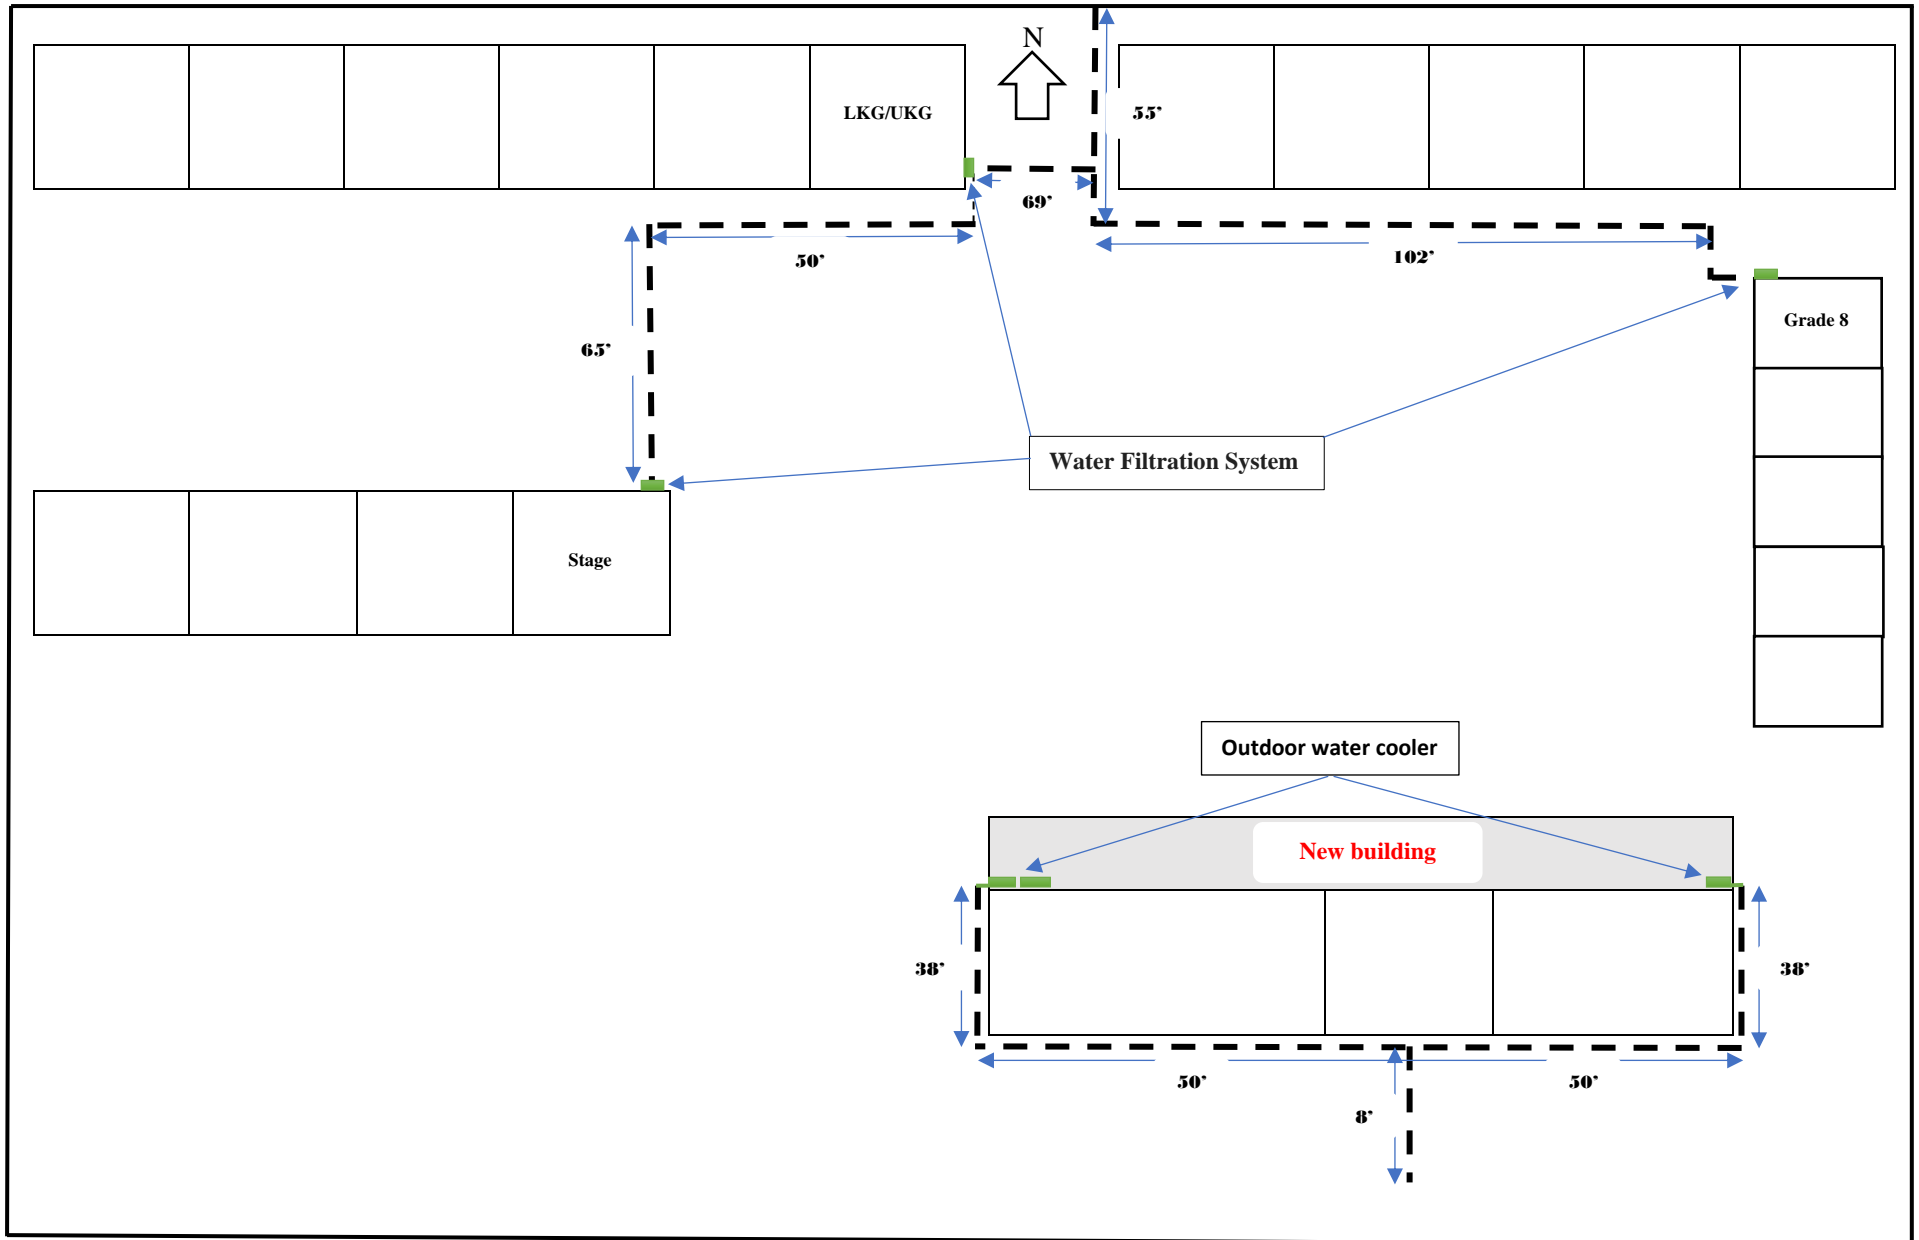 N
LKG/UKG
55’
69’
50’
102’
Grade 8
65’
Water Filtration System
Stage
Outdoor water cooler
New building
38’
38’
50’
50’
8’